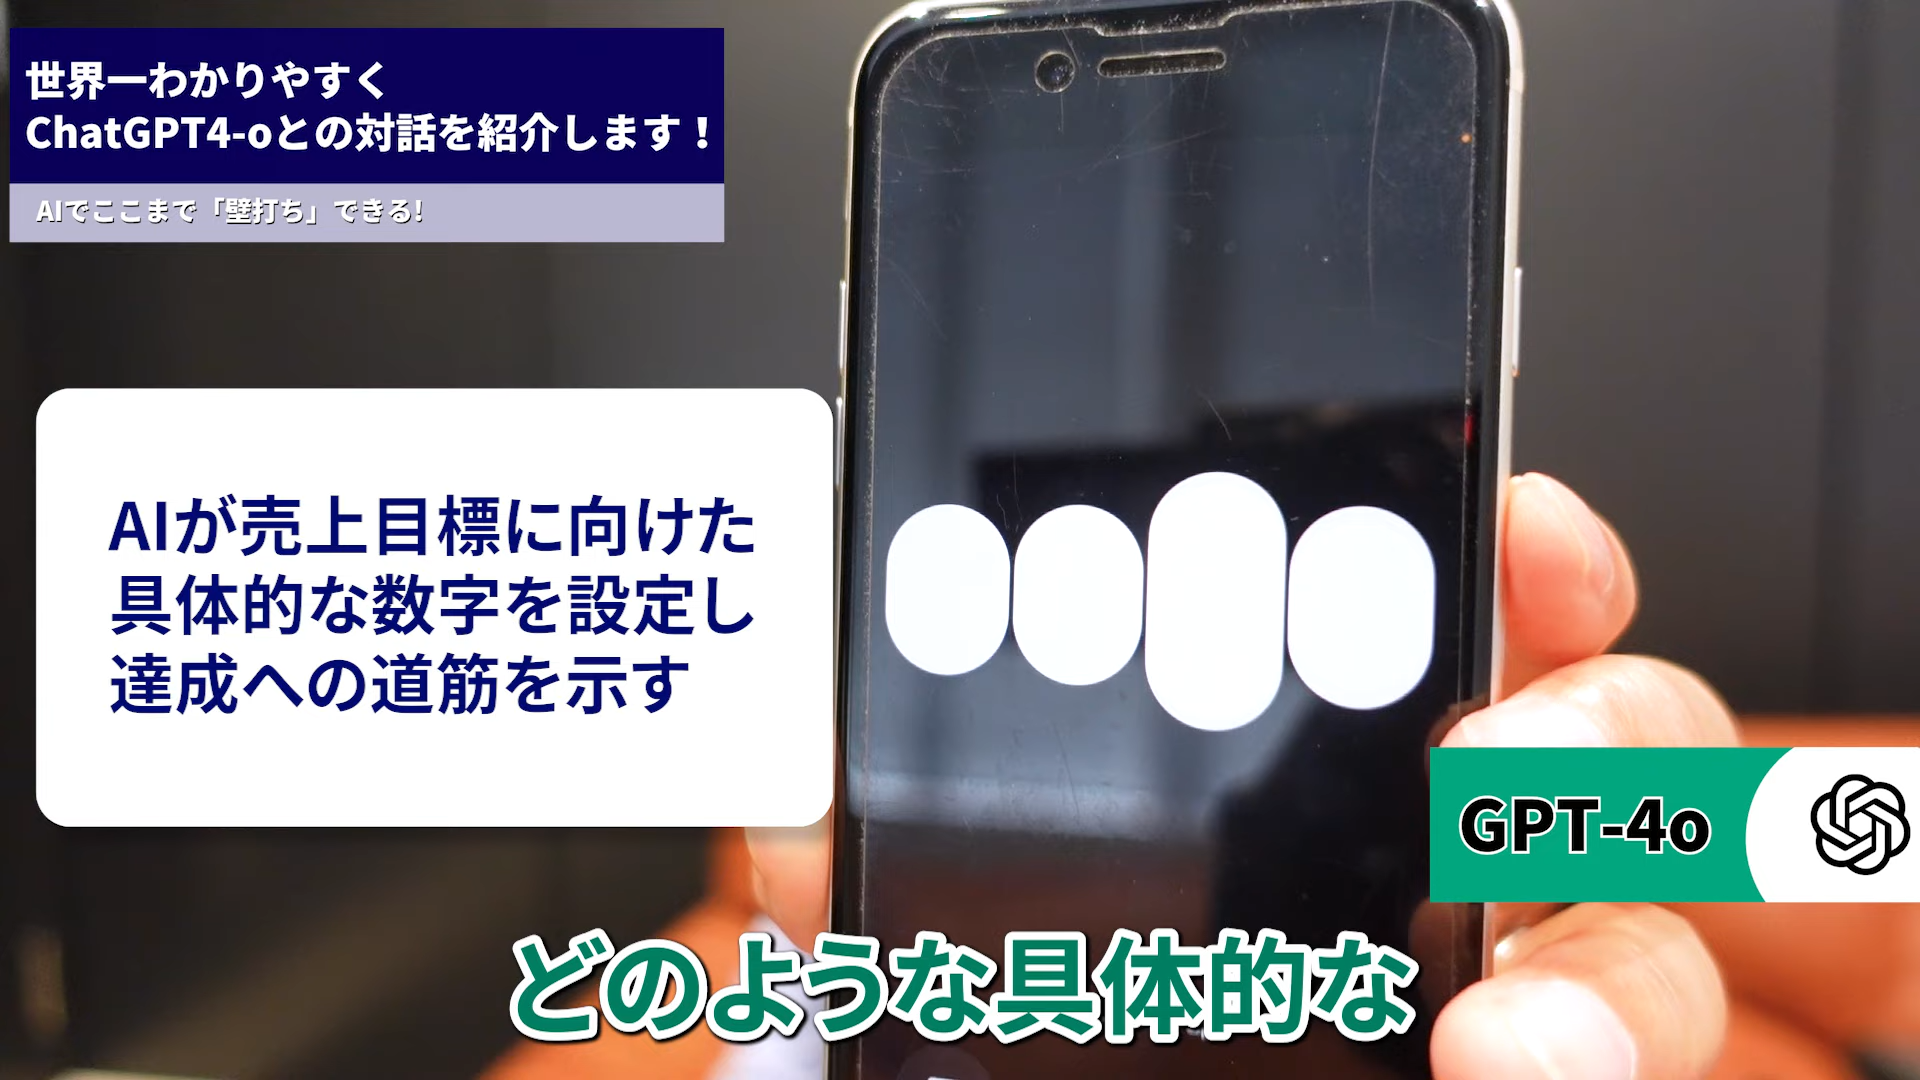 世界一わかりやすく
ChatGPT4-oとの対話を紹介します！
AIでここまで「壁打ち」できる!
AIが売上目標に向けた
具体的な数字を設定し
達成への道筋を示す
GPT-4o
どのような具体的な